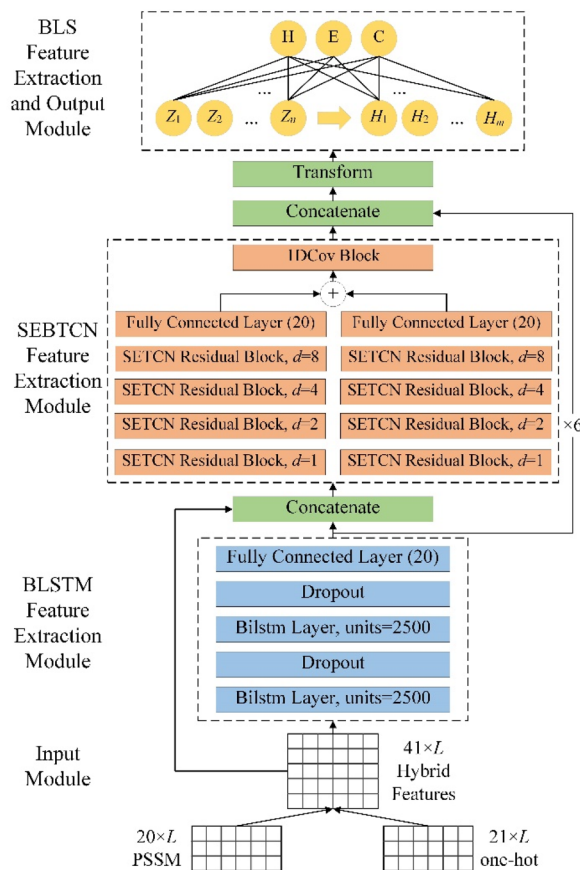 BLS
Feature
Extraction
and Output
Module
H E C
... ...
Z1 Z2 ... Zn H1 H2 ... Hm
Transform
Concatenate
1DCov Block
+
SEBTCN
Feature
Extraction
Module
Fully Connected Layer (20) Fully Connected Layer (20)
SETCN Residual Block, d=8 SETCN Residual Block, d=8
SETCN Residual Block, d=4 SETCN Residual Block, d=4
SETCN Residual Block, d=2 SETCN Residual Block, d=2
×6
SETCN Residual Block, d=1 SETCN Residual Block, d=1
Concatenate
BLSTM
Feature
Extraction
Module
Fully Connected Layer (20)
Dropout
Bilstm Layer, units=2500
Dropout
Bilstm Layer, units=2500
Input
Module
41×L
Hybrid
Features
20×L
PSSM
21×L
one-hot